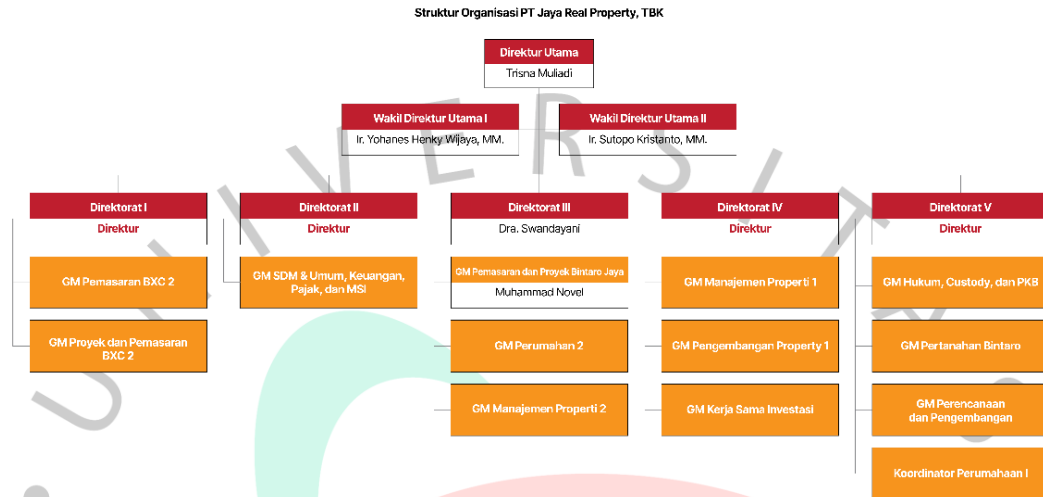 Struktur Organisasi PT Jaya Real Property, TBK
Direktur Utama
Trisna Muliadi
Wakil Direktur Utama I
Ir. Yohanes Henky Wijaya, MM.
Wakil Direktur Utama II
Ir. Sutopo Kristanto, MM.
Direktorat I
Direktur
GM Pemasaran BXC 2
GM Proyek dan Pemasaran
BXC 2
Direktorat II
Direktur
GM SDM & Umum, Keuangan,
Pajak, dan MSI
Direktorat III
Dra. Swandayani
GM Pemasaran dan Proyek Bintaro Jaya
Muhammad Novel
GM Perumahan 2
GM Manajemen Properti 2
Direktorat IV
Direktur
GM Manajemen Properti 1
GM Pengembangan Property 1
GM Kerja Sama Investasi
Direktorat V
Direktur
GM Hukum, Custody, dan PKB
GM Pertanahan Bintaro
GM Perencanaan
dan Pengembangan
Koordinator Perumahaan I
UNIVERSITAS